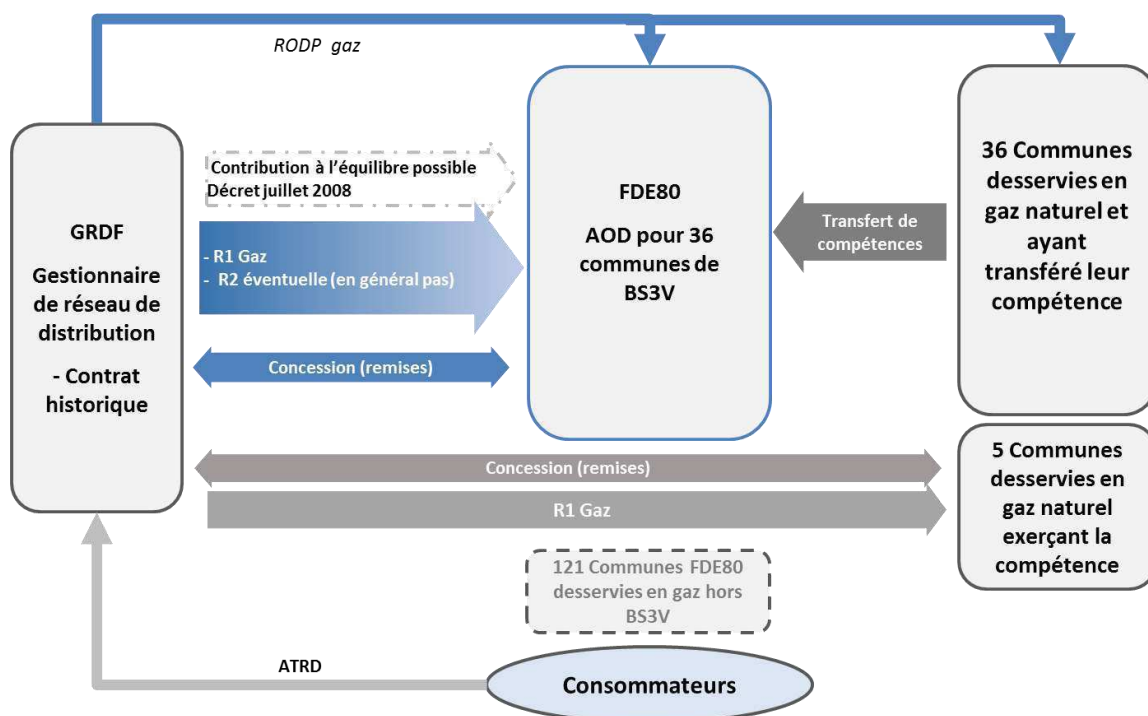 RODP gaz
GRDF
Gestionnaire
de réseau de
distribution
- Contrat
historique
Contribution à l'équilibre possible
Décret juillet 2008
- R1 Gaz
- R2 éventuelle (en général pas)
Concession (remises)
FDE80
AOD pour 36
communes de
BS3V
Transfert de
compétences
36 Communes
desservies en
gaz naturel et
ayant
transféré leur
compétence
Concession (remises)
R1 Gaz
5 Communes
desservies en
gaz naturel
exerçant la
compétence
121 Communes FDE80
desservies en gaz hors
BS3V
ATRD
Consommateurs